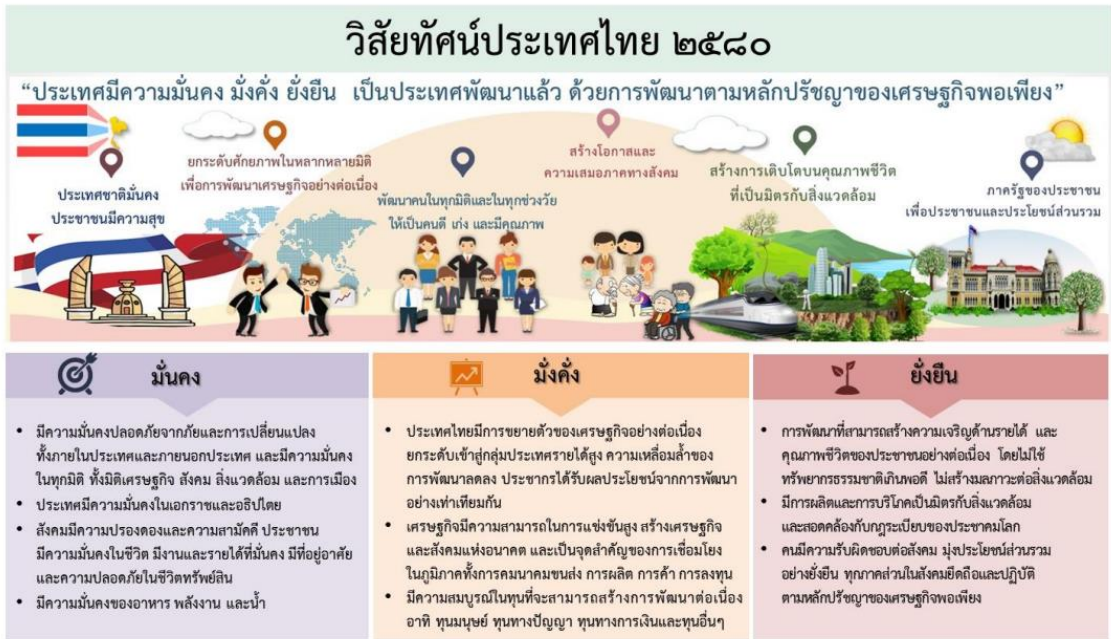 วิสัยทัศน์ประเทศไทย ๒๕๘๐
“ประเทศมีความมั่นคง มั่งคั่ง ยั่งยืน เป็นประเทศพัฒนาแล้ว ด้วยการพัฒนาตามหลักปรัชญาของเศรษฐกิจพอเพียง”
ประเทศชาติมั่นคง
ประชาชนมีความสุข
ยกระดับศักยภาพในหลากหลายมิติ
เพื่อการพัฒนาเศรษฐกิจอย่างต่อเนื่อง
พัฒนาคนในทุกมิติและในทุกช่วงวัย
ให้เป็นคนดี เก่ง และมีคุณภาพ
สร้างโอกาสและ
ความเสมอภาคทางสังคม
สร้างการเติบโตบนคุณภาพชีวิต
ที่เป็นมิตรกับสิ่งแวดล้อม
ภาครัฐของประชาชน
เพื่อประชาชนและประโยชน์ส่วนรวม
มั่นคง
• มีความมั่นคงปลอดภัยจากภัยและการเปลี่ยนแปลง
ทั้งภายในประเทศและภายนอกประเทศ และมีความมั่นคง
ในทุกมิติ ทั้งมิติเศรษฐกิจ สังคม สิ่งแวดล้อม และการเมือง
• ประเทศมีความมั่นคงในเอกราชและอธิปไตย
• สังคมมีความปรองดองและความสามัคคี ประชาชน
มีความมั่นคงในชีวิต มีงานและรายได้ที่มั่นคง มีที่อยู่อาศัย
และความปลอดภัยในชีวิตทรัพย์สิน
• มีความมั่นคงของอาหาร พลังงาน และน้ำ
มั่งคั่ง
• ประเทศไทยมีการขยายตัวของเศรษฐกิจอย่างต่อเนื่อง
ยกระดับเข้าสู่กลุ่มประเทศรายได้สูง ความเหลื่อมล้ำของ
การพัฒนาลดลง ประชากรได้รับผลประโยชน์จากการพัฒนา
อย่างเท่าเทียมกัน
• เศรษฐกิจมีความสามารถในการแข่งขันสูง สร้างเศรษฐกิจ
และสังคมแห่งอนาคต และเป็นจุดสำคัญของการเชื่อมโยง
ในภูมิภาคทั้งการคมนาคมขนส่ง การผลิต การค้า การลงทุน
• มีความสมบูรณ์ในทุนที่จะสามารถสร้างการพัฒนาต่อเนื่อง
อาทิ ทุนมนุษย์ ทุนทางปัญญา ทุนทางการเงินและทุนอื่นๆ
ยั่งยืน
• การพัฒนาที่สามารถสร้างความเจริญด้านรายได้ และ
คุณภาพชีวิตของประชาชนอย่างต่อเนื่อง โดยไม่ใช้
ทรัพยากรธรรมชาติเกินพอดี ไม่สร้างมลภาวะต่อสิ่งแวดล้อม
• มีการผลิตและการบริโภคเป็นมิตรกับสิ่งแวดล้อม
และสอดคล้องกับกฎระเบียบของประชาคมโลก
• คนมีความรับผิดชอบต่อสังคม มุ่งประโยชน์ส่วนรวม
อย่างยั่งยืน ทุกภาคส่วนในสังคมยึดถือและปฏิบัติ
ตามหลักปรัชญาของเศรษฐกิจพอเพียง